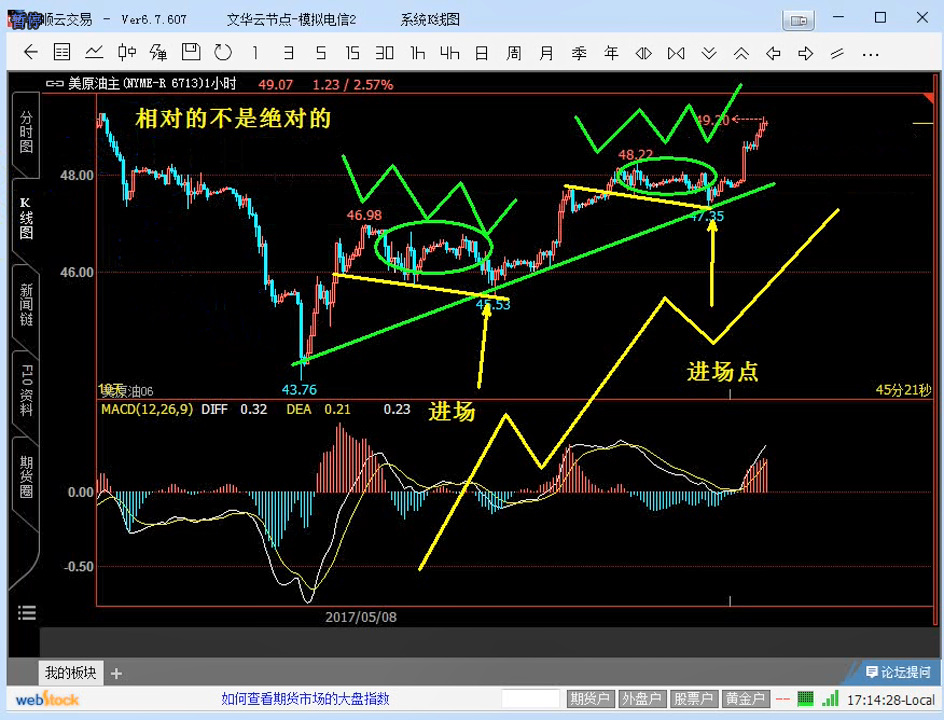 顺云交易 - Ver6.7.607 文华云节点-模拟电信2 系统K线图
1 3 5 15 30 1h 4h 日 周 月 季 年
美原油主(NYME-R 6713)1小时 49.07 1.23 / 2.57%
相对的不是绝对的
49.20
48.22
48.00
46.98
47.35
46.00
45.53
43.76
进场点
进场
美原油06
45分21秒
MACD(12,26,9) DIFF 0.32 DEA 0.21 0.23
0.00
-0.50
2017/05/08
分时图
K线图
新闻链
F10资料
期货圈
我的板块 +
论坛提问
webStock 如何查看期货市场的大盘指数 期货户 外盘户 股票户 黄金户 17:14:28-Local